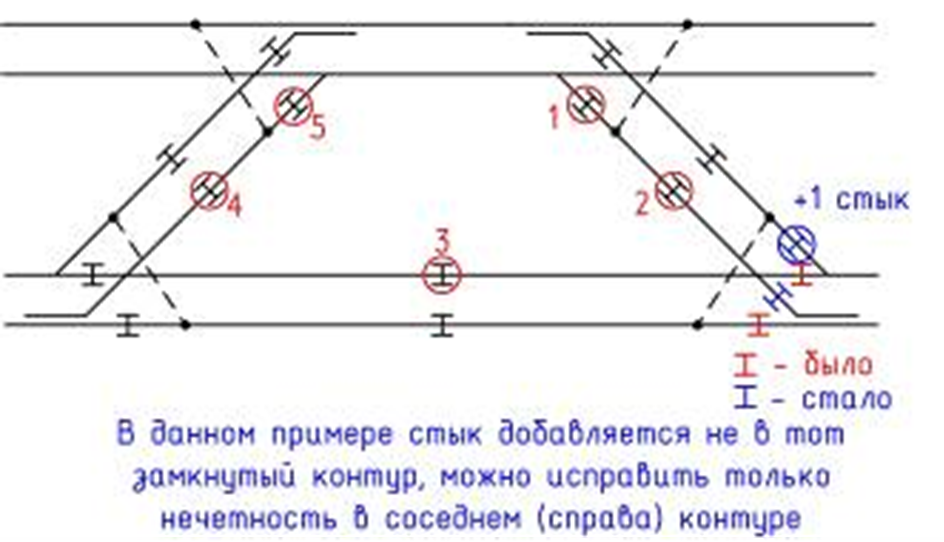 5
1
4
2
+1 стык
3
- было
- стало
В данном примере стык добавляется не в тот
замкнутый контур, можно исправить только
нечетность в соседнем (справа) контуре